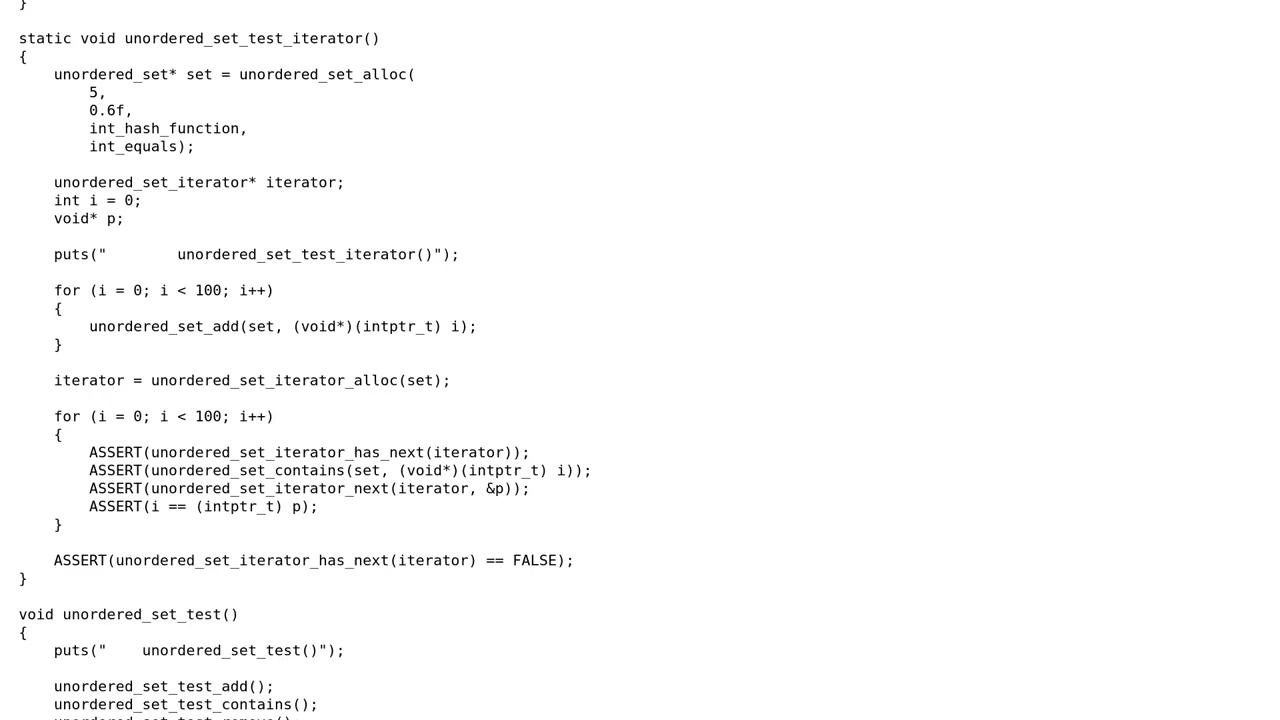 }

static void unordered_set_test_iterator()
{
    unordered_set* set = unordered_set_alloc(
        5,
        0.6f,
        int_hash_function,
        int_equals);

    unordered_set_iterator* iterator;
    int i = 0;
    void* p;

    puts("        unordered_set_test_iterator()");

    for (i = 0; i < 100; i++)
    {
        unordered_set_add(set, (void*)(intptr_t) i);
    }

    iterator = unordered_set_iterator_alloc(set);

    for (i = 0; i < 100; i++)
    {
        ASSERT(unordered_set_iterator_has_next(iterator));
        ASSERT(unordered_set_contains(set, (void*)(intptr_t) i));
        ASSERT(unordered_set_iterator_next(iterator, &p));
        ASSERT(i == (intptr_t) p);
    }

    ASSERT(unordered_set_iterator_has_next(iterator) == FALSE);
}

void unordered_set_test()
{
    puts("    unordered_set_test()");

    unordered_set_test_add();
    unordered_set_test_contains();